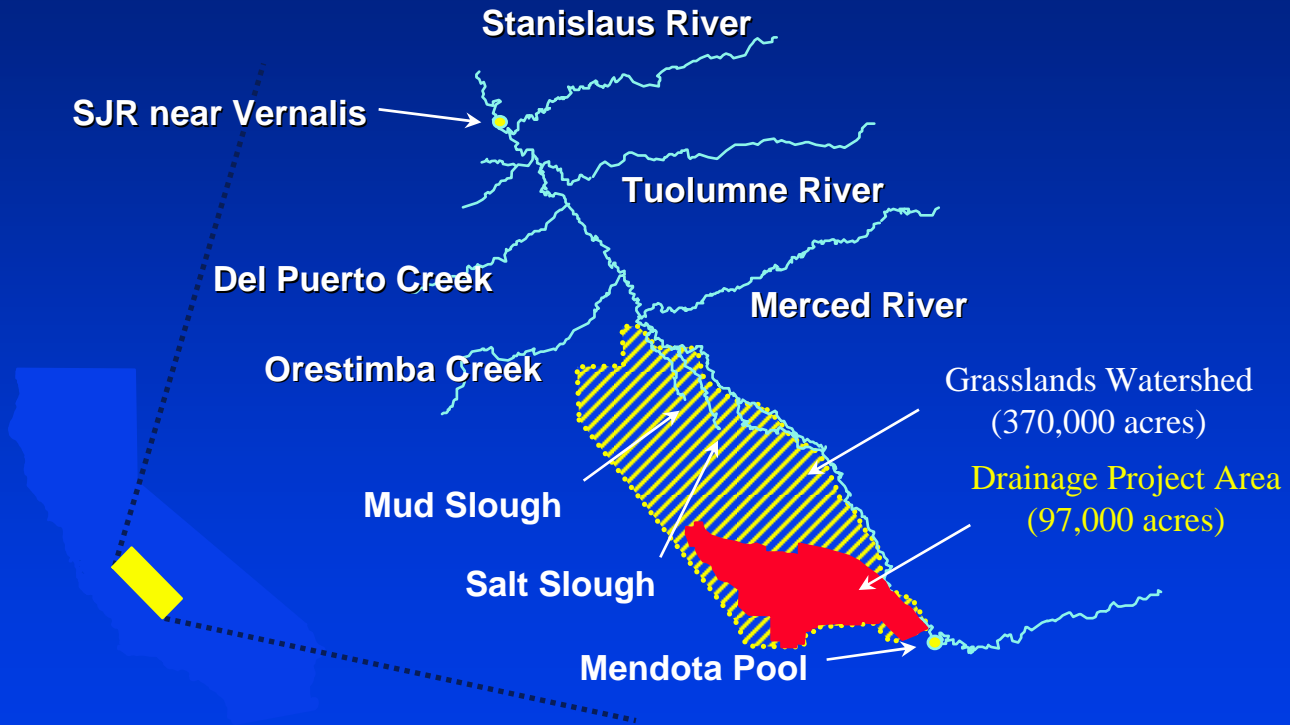 Stanislaus River
SJR near Vernalis
Tuolumne River
Del Puerto Creek
Merced River
Orestimba Creek
Grasslands Watershed
(370,000 acres)
Drainage Project Area
(97,000 acres)
Mud Slough
Salt Slough
Mendota Pool